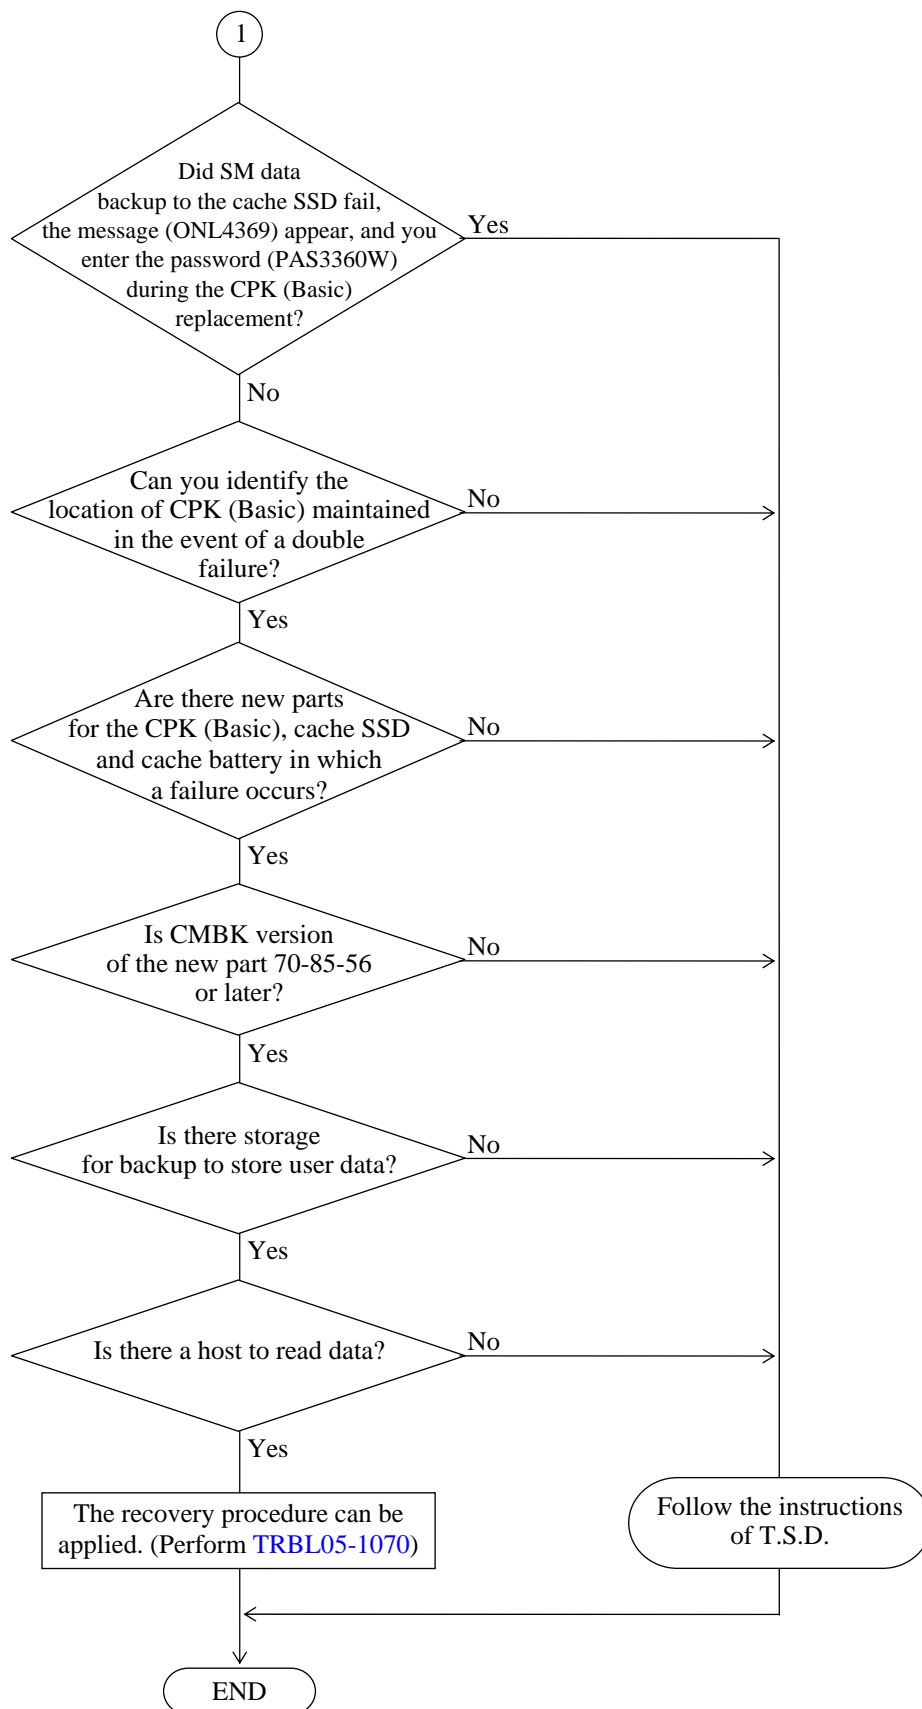 1
Did SM data
backup to the cache SSD fail,
the message (ONL4369) appear, and you
enter the password (PAS3360W)
during the CPK (Basic)
replacement?
Yes
No
Can you identify the
location of CPK (Basic) maintained
in the event of a double
failure?
No
Yes
Are there new parts
for the CPK (Basic), cache SSD
and cache battery in which
a failure occurs?
No
Yes
Is CMBK version
of the new part 70-85-56
or later?
No
Yes
Is there storage
for backup to store user data?
No
Yes
Is there a host to read data?
No
Yes
The recovery procedure can be
applied. (Perform TRBL05-1070)
Follow the instructions
of T.S.D.
END